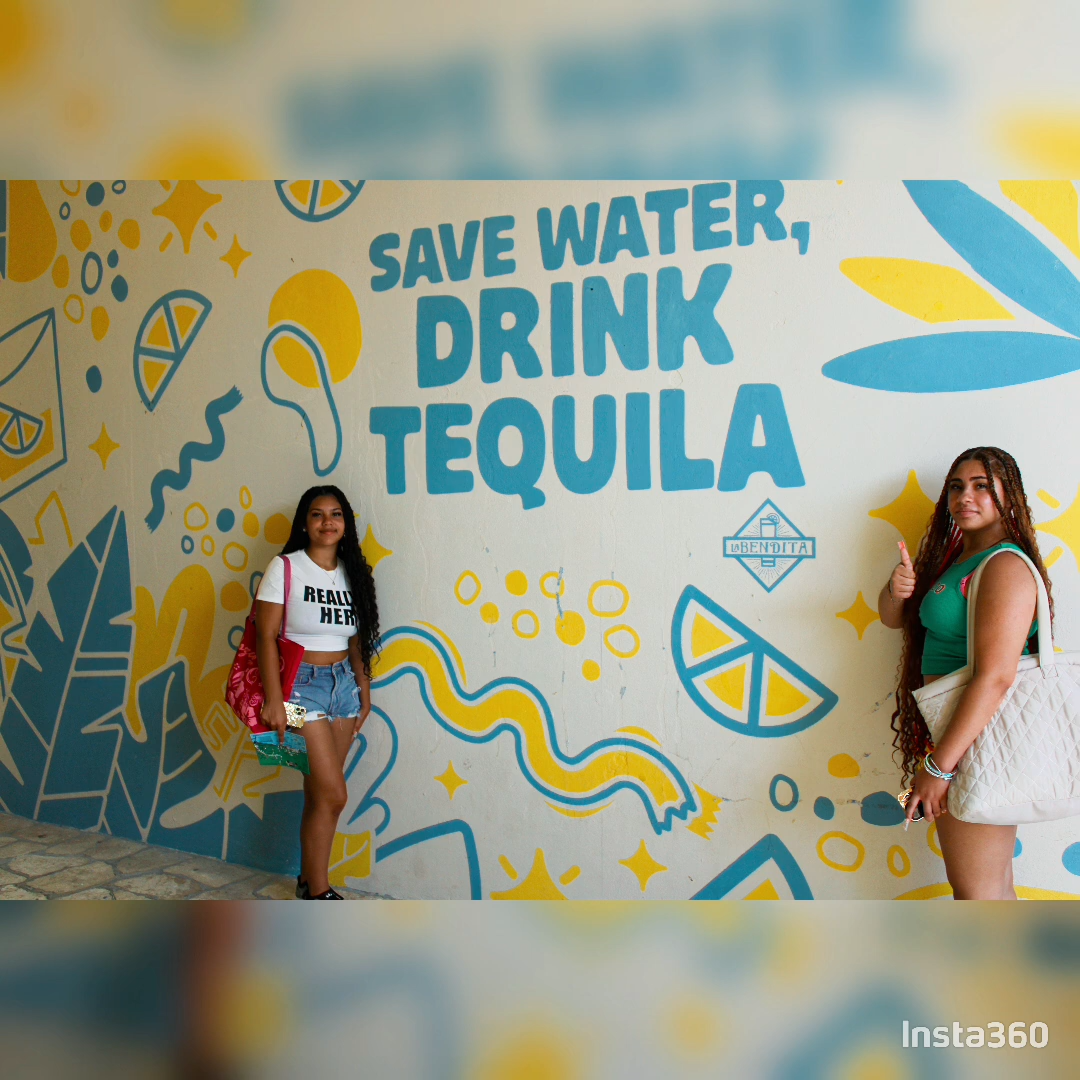 SAVE WATER,
DRINK
TEQUILA
LA BENDITA
REALLY
HER
Insta360